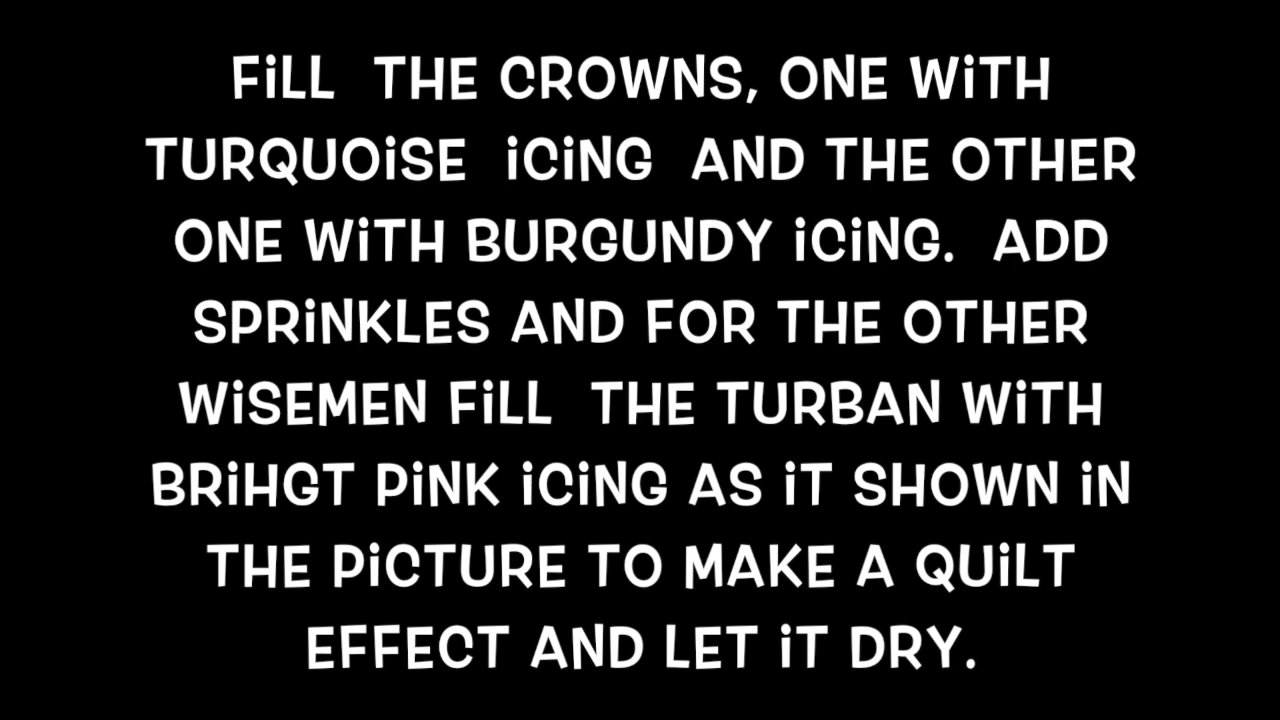 FiLL THE CROWNS, ONE WiTH
TURQUOiSE iCiNG AND THE OTHER
ONE WiTH BURGUNDY iCiNG. ADD
SPRiNKLES AND FOR THE OTHER
WiSEMEN FiLL THE TURBAN WiTH
BRiHGT PiNK iCiNG AS iT SHOWN iN
THE PiCTURE TO MAKE A QUiLT
EFFECT AND LET iT DRY.